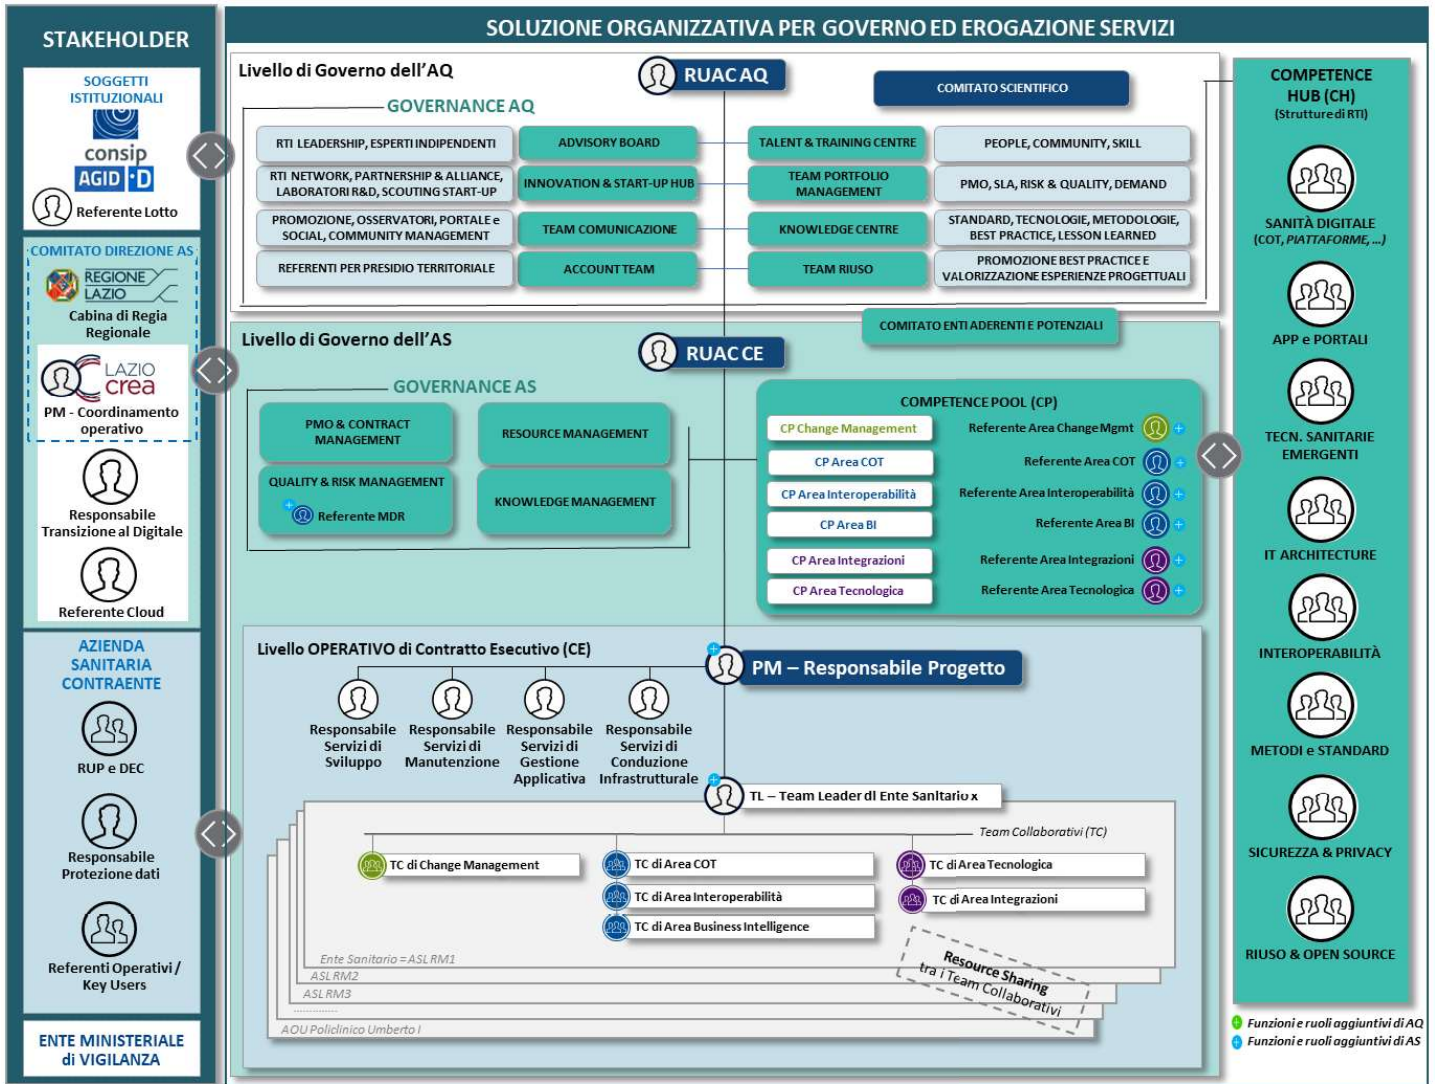 STAKEHOLDER
SOGGETTI
ISTITUZIONALI
consip
AGID ·D
Referente Lotto
COMITATO DIREZIONE AS
REGIONE
LAZIO
Cabina di Regia
Regionale
LAZIO
crea
PM - Coordinamento
operativo
Responsabile
Transizione al Digitale
Referente Cloud
AZIENDA
SANITARIA
CONTRAENTE
RUP e DEC
Responsabile
Protezione dati
Referenti Operativi /
Key Users
ENTE MINISTERIALE
di VIGILANZA
SOLUZIONE ORGANIZZATIVA PER GOVERNO ED EROGAZIONE SERVIZI
Livello di Governo dell'AQ
RUAC AQ
COMITATO SCIENTIFICO
GOVERNANCE AQ
RTI LEADERSHIP, ESPERTI INDIPENDENTI
ADVISORY BOARD
TALENT & TRAINING CENTRE
PEOPLE, COMMUNITY, SKILL
RTI NETWORK, PARTNERSHIP & ALLIANCE,
LABORATORI R&D, SCOUTING START-UP
INNOVATION & START-UP HUB
TEAM PORTFOLIO
MANAGEMENT
PMO, SLA, RISK & QUALITY, DEMAND
PROMOZIONE, OSSERVATORI, PORTALE e
SOCIAL, COMMUNITY MANAGEMENT
TEAM COMUNICAZIONE
KNOWLEDGE CENTRE
STANDARD, TECNOLOGIE, METODOLOGIE,
BEST PRACTICE, LESSON LEARNED
REFERENTI PER PRESIDIO TERRITORIALE
ACCOUNT TEAM
TEAM RIUSO
PROMOZIONE BEST PRACTICE E
VALORIZZAZIONE ESPERIENZE PROGETTUALI
COMITATO ENTI ADERENTI E POTENZIALI
Livello di Governo dell'AS
RUAC CE
GOVERNANCE AS
PMO & CONTRACT
MANAGEMENT
RESOURCE MANAGEMENT
QUALITY & RISK MANAGEMENT
Referente MDR
KNOWLEDGE MANAGEMENT
COMPETENCE POOL (CP)
CP Change Management
Referente Area Change Mgmt
CP Area COT
Referente Area COT
CP Area Interoperabilità
Referente Area Interoperabilità
CP Area BI
Referente Area BI
CP Area Integrazioni
Referente Area Integrazioni
CP Area Tecnologica
Referente Area Tecnologica
Livello OPERATIVO di Contratto Esecutivo (CE)
PM – Responsabile Progetto
Responsabile
Servizi di
Sviluppo
Responsabile
Servizi di
Manutenzione
Responsabile
Servizi di
Gestione
Applicativa
Responsabile
Servizi di
Conduzione
Infrastrutturale
TL – Team Leader di Ente Sanitario x
Team Collaborativi (TC)
TC di Change Management
TC di Area COT
TC di Area Interoperabilità
TC di Area Business Intelligence
TC di Area Tecnologica
TC di Area Integrazioni
Resource Sharing
tra i Team Collaborativi
Ente Sanitario = ASL RM1
ASL RM2
ASL RM3
..............
AOU Policlinico Umberto I
COMPETENCE
HUB (CH)
(Strutture di RTI)
SANITÀ DIGITALE
(COT, PIATTAFORME, ...)
APP e PORTALI
TECN. SANITARIE
EMERGENTI
IT ARCHITECTURE
INTEROPERABILITÀ
METODI e STANDARD
SICUREZZA & PRIVACY
RIUSO & OPEN SOURCE
Funzioni e ruoli aggiuntivi di AQ
Funzioni e ruoli aggiuntivi di AS